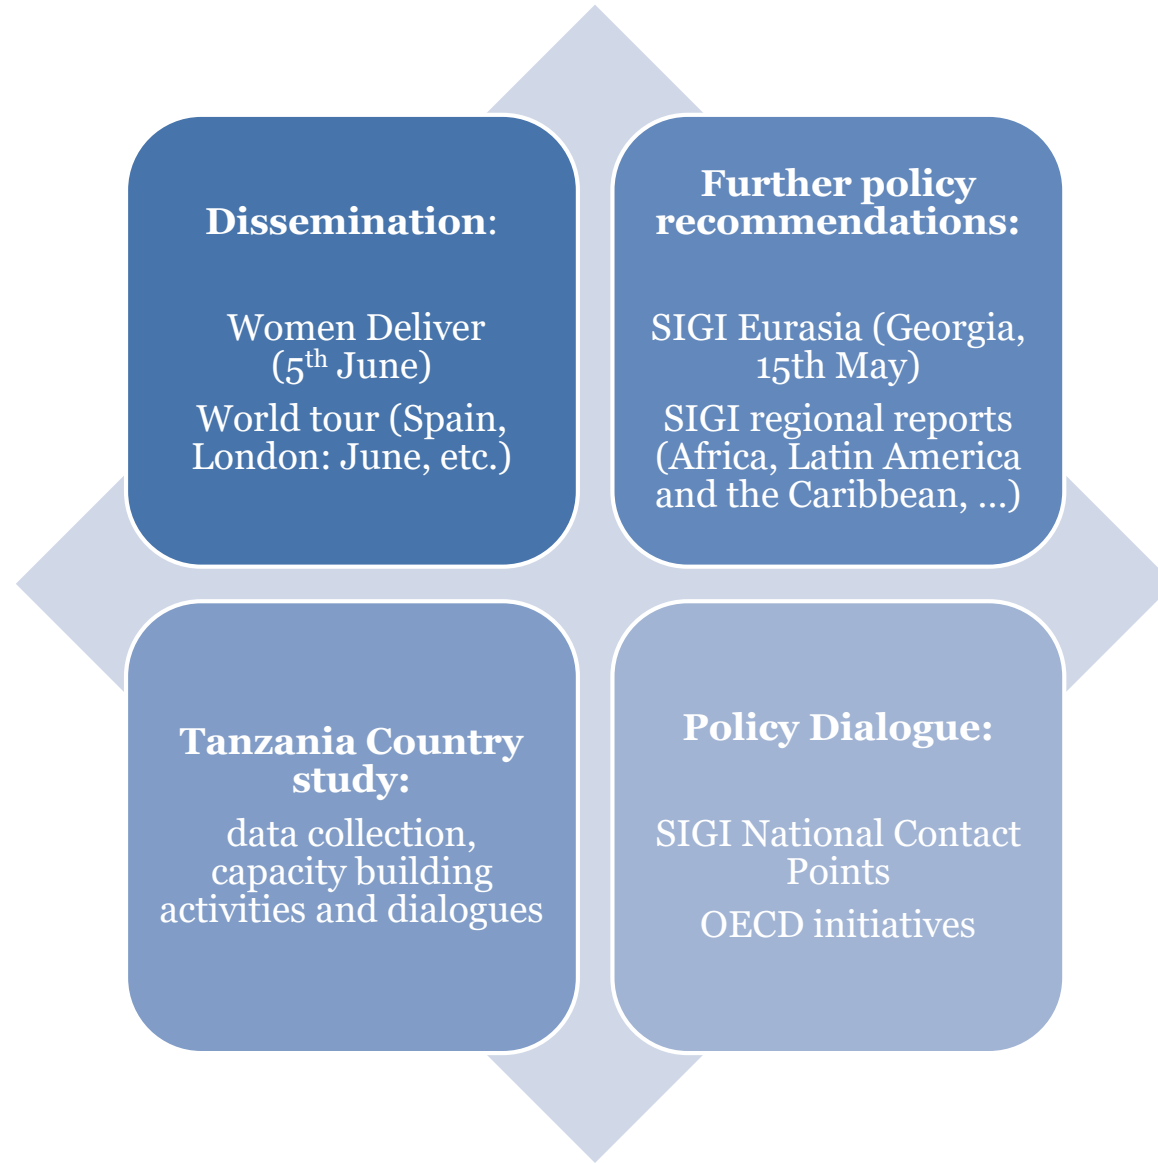 Dissemination:
Women Deliver
(5th June)
World tour (Spain,
London: June, etc.)
Further policy
recommendations:
SIGI Eurasia (Georgia,
15th May)
SIGI regional reports
(Africa, Latin America
and the Caribbean, ...)
Tanzania Country
study:
data collection,
capacity building
activities and dialogues
Policy Dialogue:
SIGI National Contact
Points
OECD initiatives